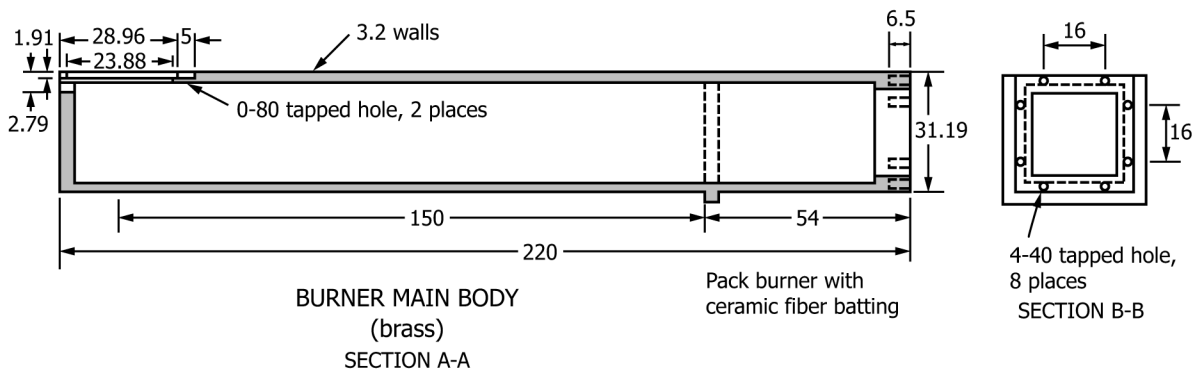 6.5
1.91
28.96
5
3.2 walls
16
23.88
0-80 tapped hole, 2 places
2.79
31.19
16
150
54
220
4-40 tapped hole,
8 places
Pack burner with
ceramic fiber batting
BURNER MAIN BODY
(brass)
SECTION A-A
SECTION B-B